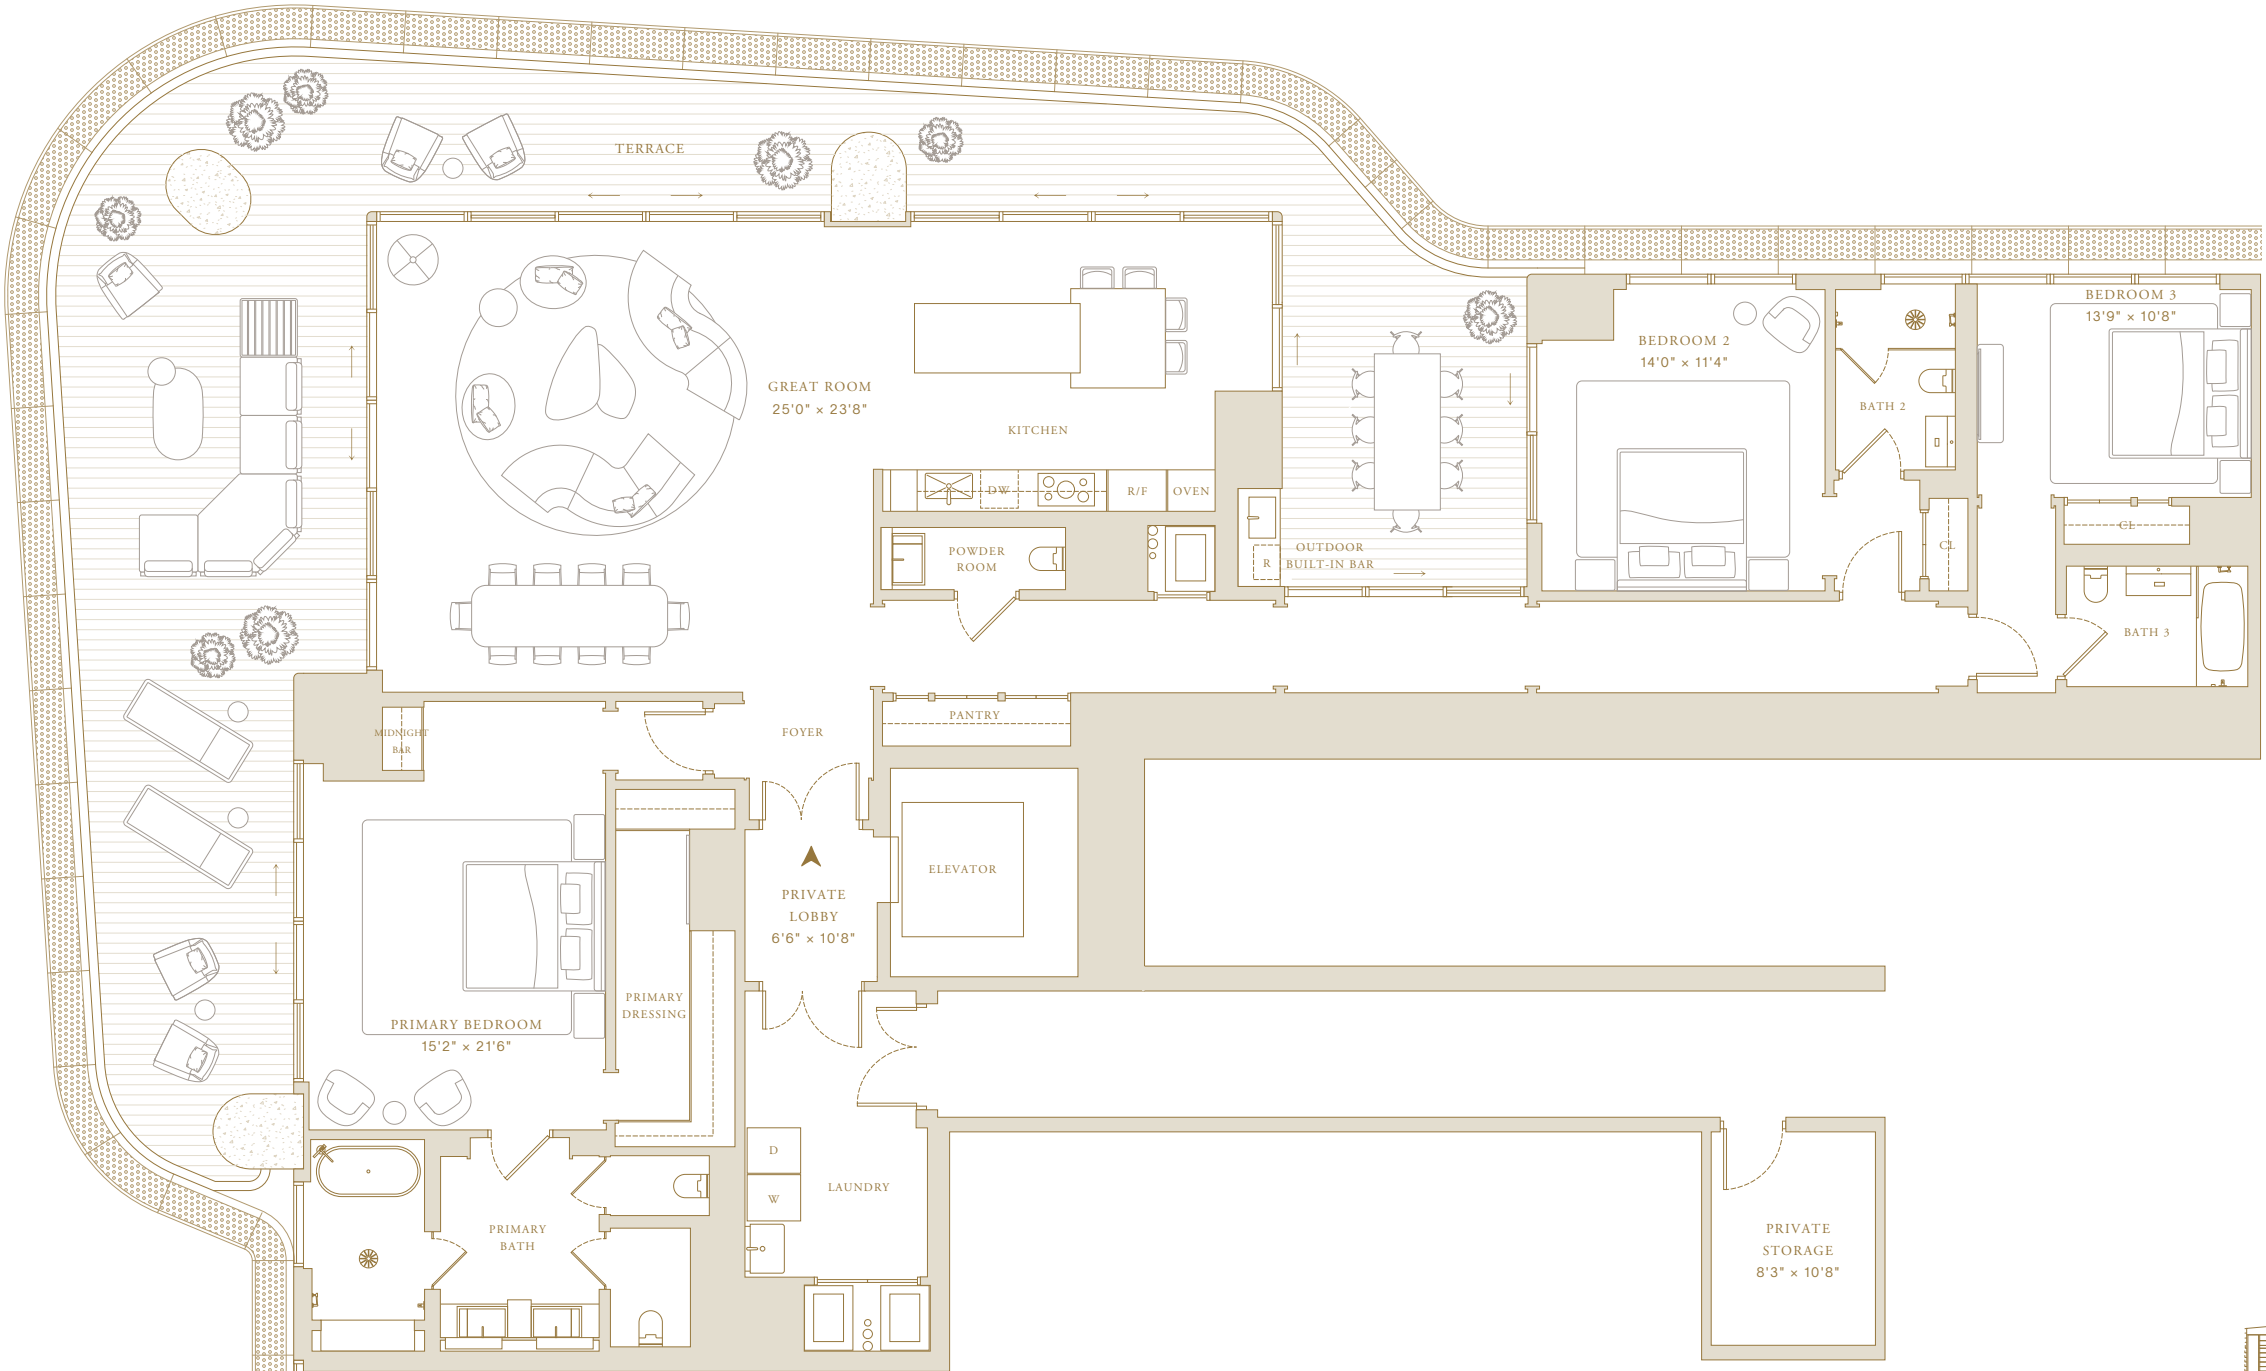 TERRACE
BEDROOM 3
13'9" × 10'8"
BEDROOM 2
14'0" × 11'4"
GREAT ROOM
25'0" × 23'8"
BATH 2
KITCHEN
DW
R/F
OVEN
CL
CL
OUTDOOR
BUILT-IN BAR
R
POWDER
ROOM
BATH 3
PANTRY
FOYER
MIDNIGHT
BAR
ELEVATOR
PRIVATE
LOBBY
6'6" × 10'8"
PRIMARY
DRESSING
PRIMARY BEDROOM
15'2" × 21'6"
D
W
LAUNDRY
PRIMARY
BATH
PRIVATE
STORAGE
8'3" × 10'8"